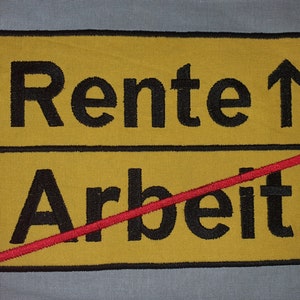 Rente ↑
Arbeit